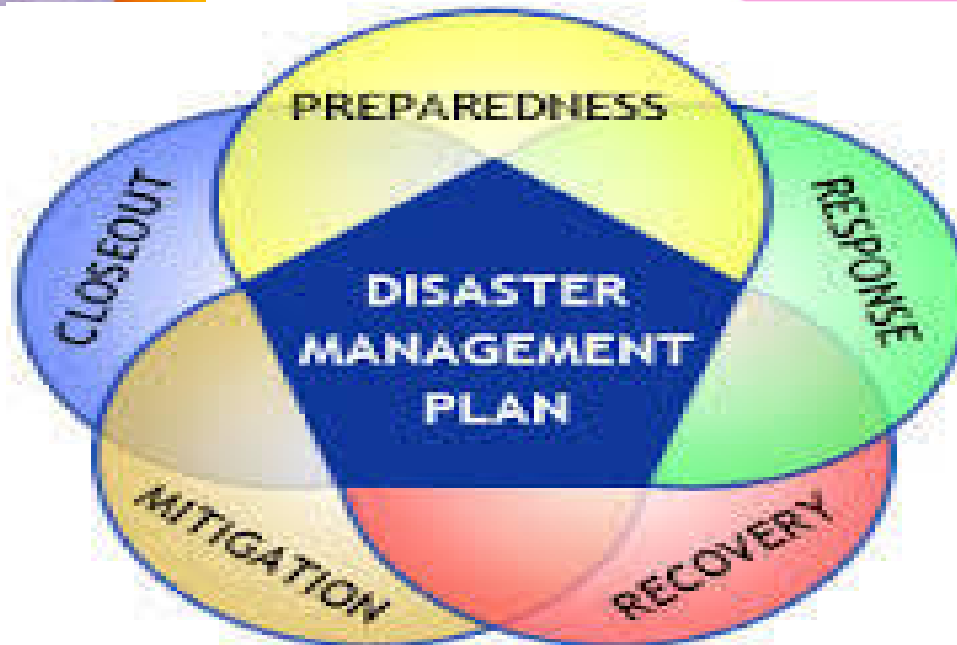 PREPAREDNESS
CLOSEOUT
RESPONSE
DISASTER
MANAGEMENT
PLAN
MITIGATION
RECOVERY